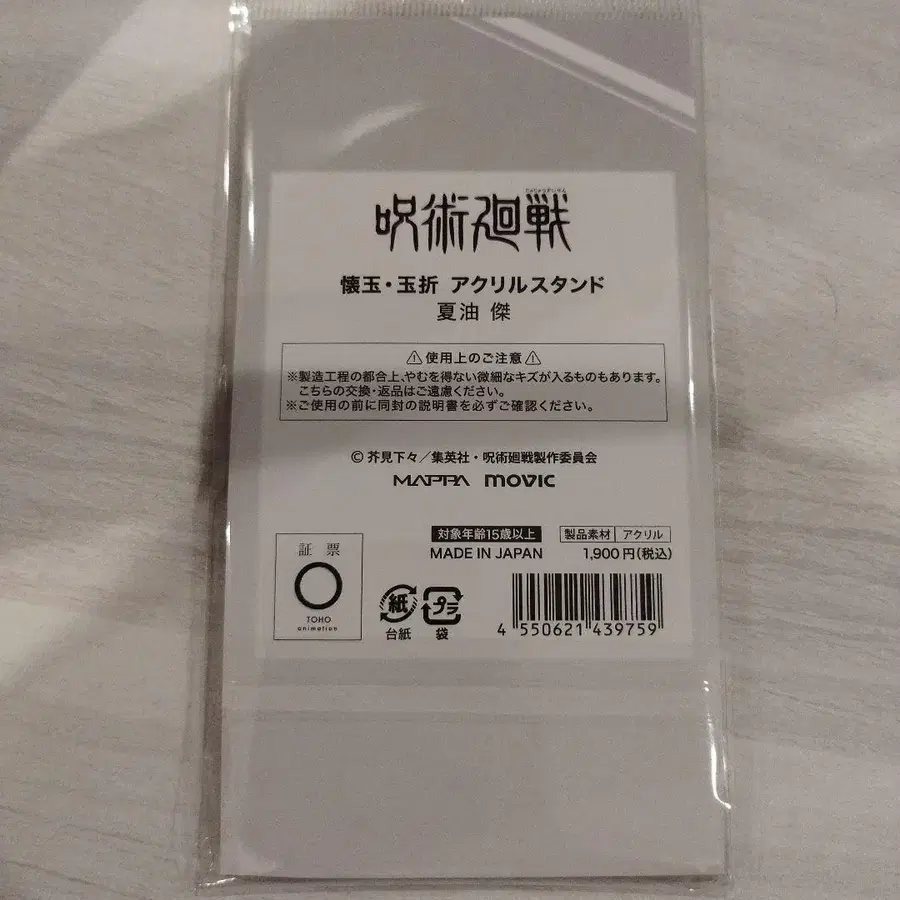 じゅじゅつかいせん
呪術廻戦
懐玉・玉折 アクリルスタンド
夏油 傑
⚠使用上のご注意⚠
※製造工程の都合上、やむを得ない微細なキズが入るものもあります。
こちらの交換・返品はご遠慮ください。
※ご使用の前に同封の説明書を必ずご確認ください。
© 芥見下々／集英社・呪術廻戦製作委員会
MAPPA movic
対象年齢15歳以上 製品素材 アクリル
MADE IN JAPAN 1,900円(税込)
証 票
TOHO
animation
紙 プラ
台紙 袋
4 550621 439759